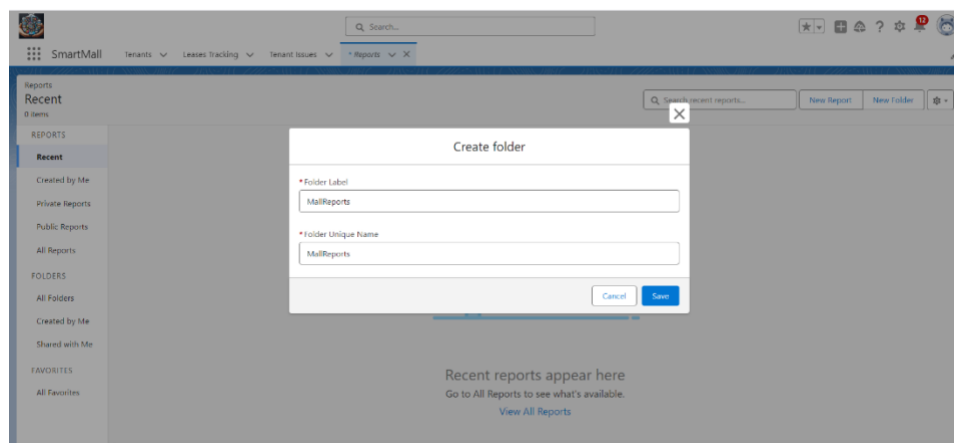 Search...
12
SmartMall
Tenants
Leases Tracking
Tenant Issues
* Reports
Reports
Recent
0 items
Search recent reports...
New Report
New Folder
REPORTS
Recent
Created by Me
Private Reports
Public Reports
All Reports
FOLDERS
All Folders
Created by Me
Shared with Me
FAVORITES
All Favorites
Create folder
* Folder Label
MallReports
* Folder Unique Name
MallReports
Cancel
Save
Recent reports appear here
Go to All Reports to see what's available.
View All Reports